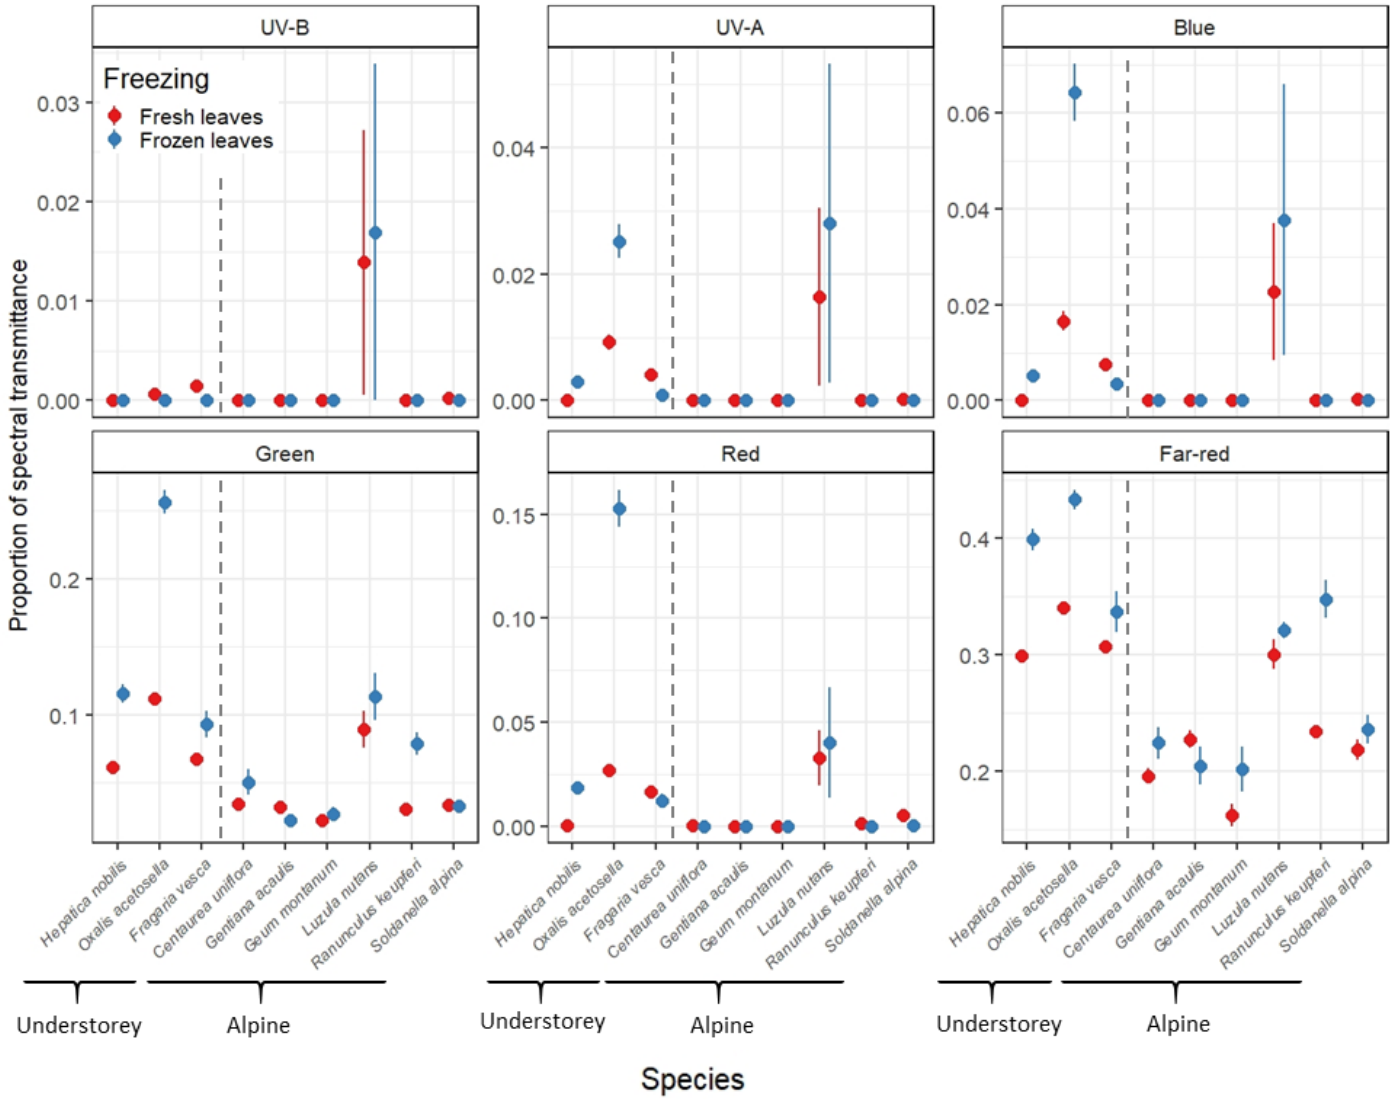 UV-B
UV-A
Blue
Freezing
Fresh leaves
Frozen leaves
0.03
0.02
0.01
0.00
0.04
0.02
0.00
0.06
0.04
0.02
0.00
Proportion of spectral transmittance
Green
Red
Far-red
0.2
0.1
0.15
0.10
0.05
0.00
0.4
0.3
0.2
Hepatica nobilis
Oxalis acetosella
Fragaria vesca
Centaurea uniflora
Gentiana acaulis
Geum montanum
Luzula nutans
Ranunculus keupferi
Soldanella alpina
Hepatica nobilis
Oxalis acetosella
Fragaria vesca
Centaurea uniflora
Gentiana acaulis
Geum montanum
Luzula nutans
Ranunculus keupferi
Soldanella alpina
Hepatica nobilis
Oxalis acetosella
Fragaria vesca
Centaurea uniflora
Gentiana acaulis
Geum montanum
Luzula nutans
Ranunculus keupferi
Soldanella alpina
Understorey
Alpine
Understorey
Alpine
Understorey
Alpine
Species